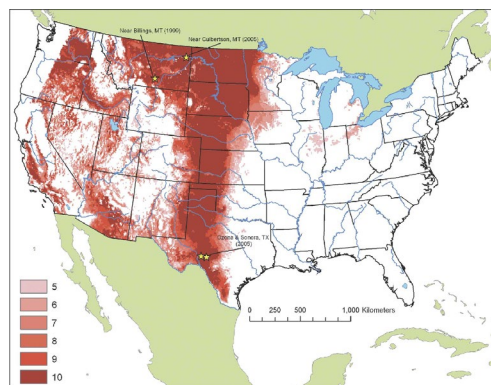 Near Billings, MT (1999)
Near Culbertson, MT (2005)
Ozona & Sonora, TX
(2005)
5
6
7
8
9
10
0 250 500 1,000 Kilometers